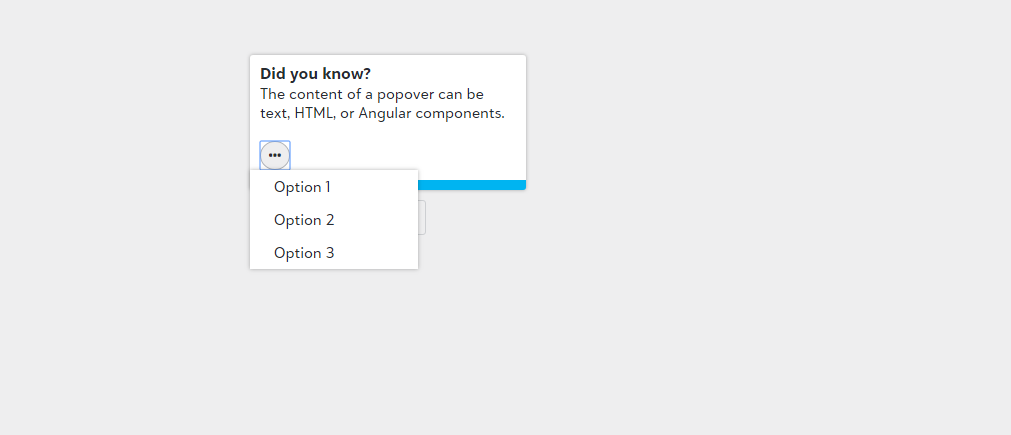 Did you know?
The content of a popover can be
text, HTML, or Angular components.
•••
Option 1
Option 2
Option 3